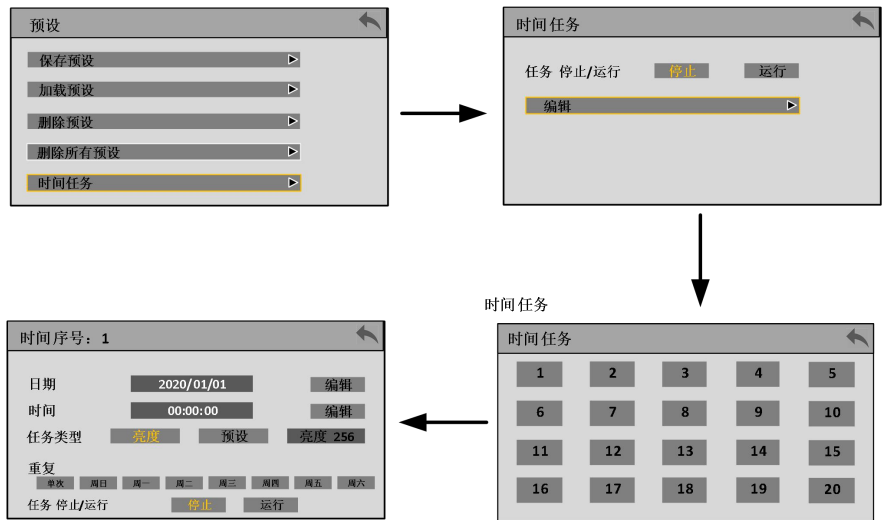 预设
保存预设
加载预设
删除预设
删除所有预设
时间任务
时间任务
任务 停止/运行 停止 运行
编辑
时间任务
时间任务
1 2 3 4 5
6 7 8 9 10
11 12 13 14 15
16 17 18 19 20
时间序号：1
日期 2020/01/01 编辑
时间 00:00:00 编辑
任务类型 亮度 预设 亮度 256
重复
单次 周日 周一 周二 周三 周四 周五 周六
任务 停止/运行 停止 运行